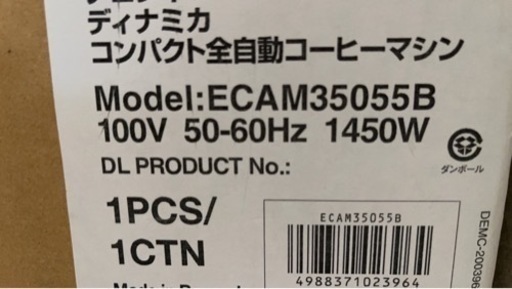 ディナミカ
コンパクト全自動コーヒーマシン
Model:ECAM35055B
100V 50-60Hz 1450W
DL PRODUCT No.:
ダンボール
1PCS/
1CTN
ECAM35055B
4988371023964
DEMC-200396